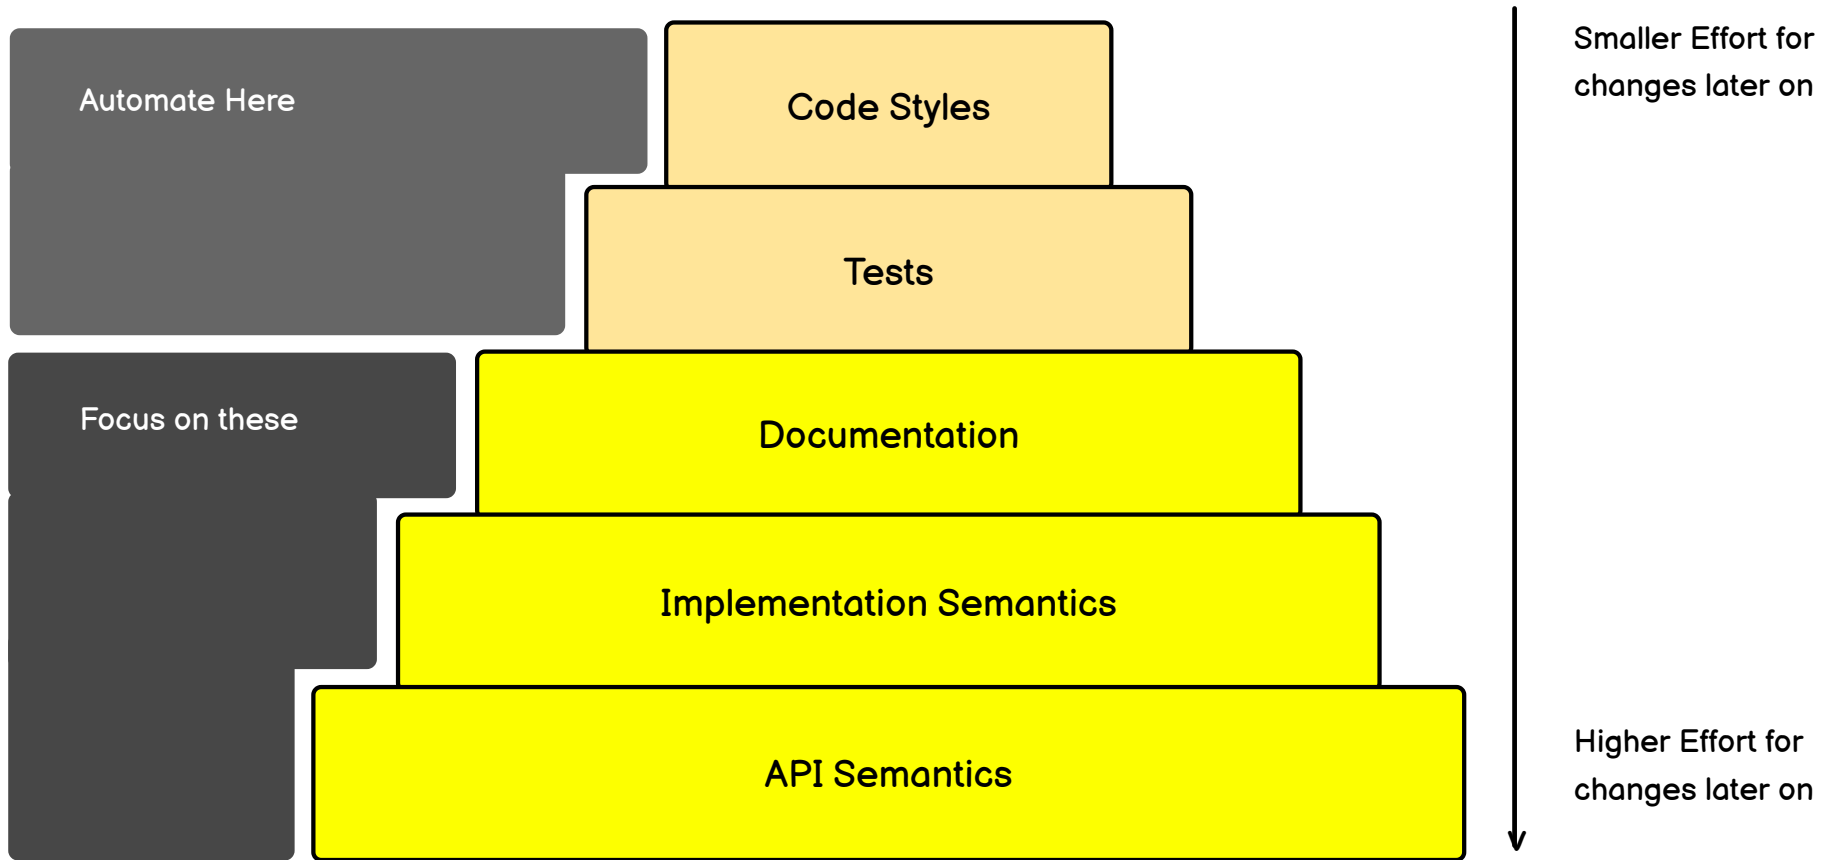 Smaller Effort for
changes later on
Automate Here
Code Styles
Tests
Focus on these
Documentation
Implementation Semantics
API Semantics
Higher Effort for
changes later on